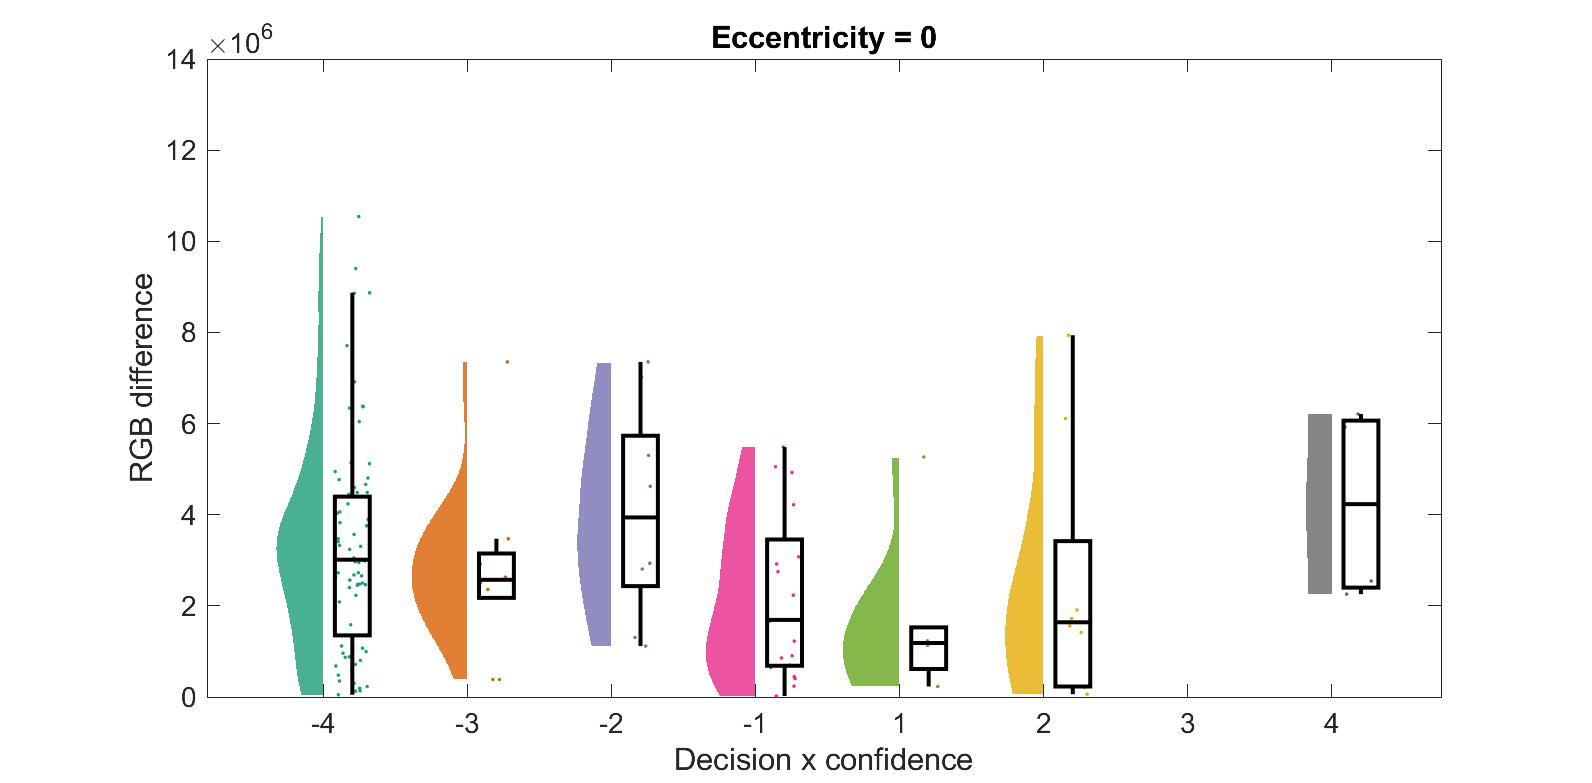 Eccentricity = 0
×10^6
14
12
10
8
6
4
2
0
RGB difference
-4 -3 -2 -1 1 2 3 4
Decision x confidence